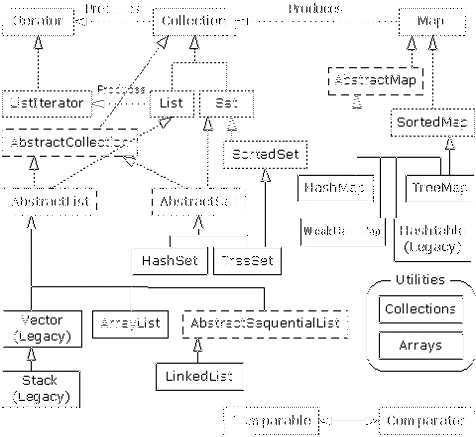 Iterator
Produces
Collection
Produces
Map
AbstractMap
ListIterator
Produces
List
Set
SortedMap
AbstractCollection
SortedSet
HashMap
TreeMap
AbstractList
AbstractSet
WeakHashMap
Hashtable
(Legacy)
HashSet
TreeSet
Utilities
Collections
Vector
(Legacy)
ArrayList
AbstractSequentialList
Arrays
Stack
(Legacy)
LinkedList
Comparable
Comparator